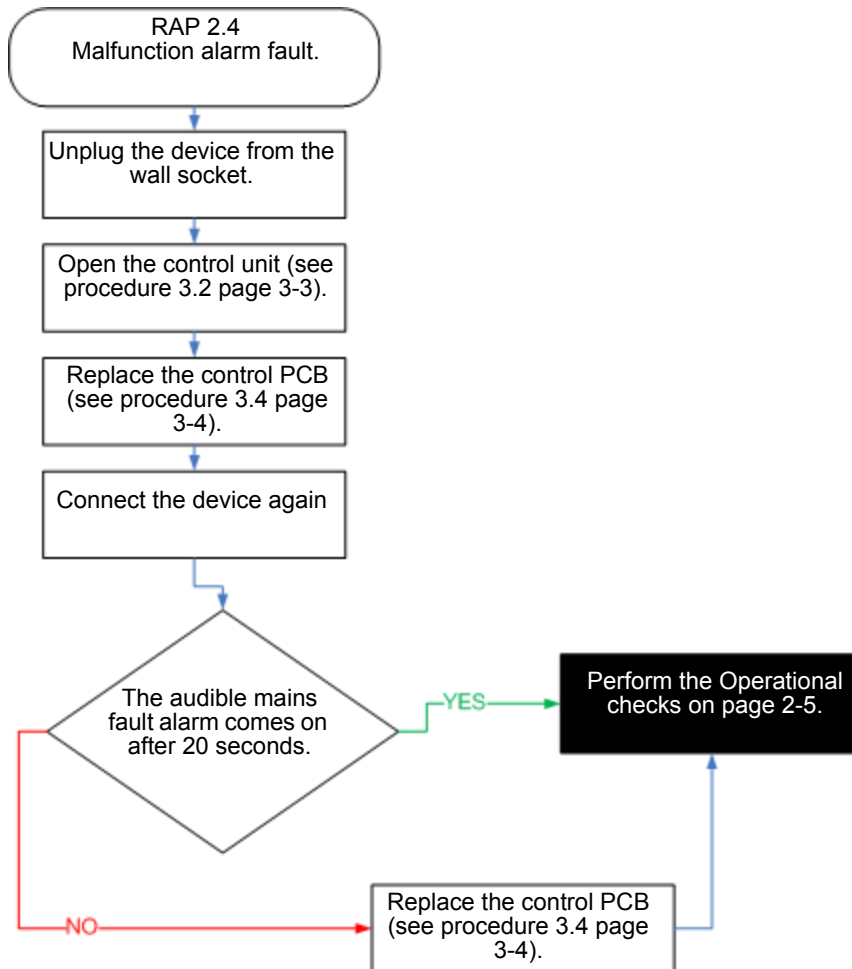 RAP 2.4
Malfunction alarm fault.
Unplug the device from the
wall socket.
Open the control unit (see
procedure 3.2 page 3-3).
Replace the control PCB
(see procedure 3.4 page
3-4).
Connect the device again
The audible mains
fault alarm comes on
after 20 seconds.
YES
Perform the Operational
checks on page 2-5.
NO
Replace the control PCB
(see procedure 3.4 page
3-4).